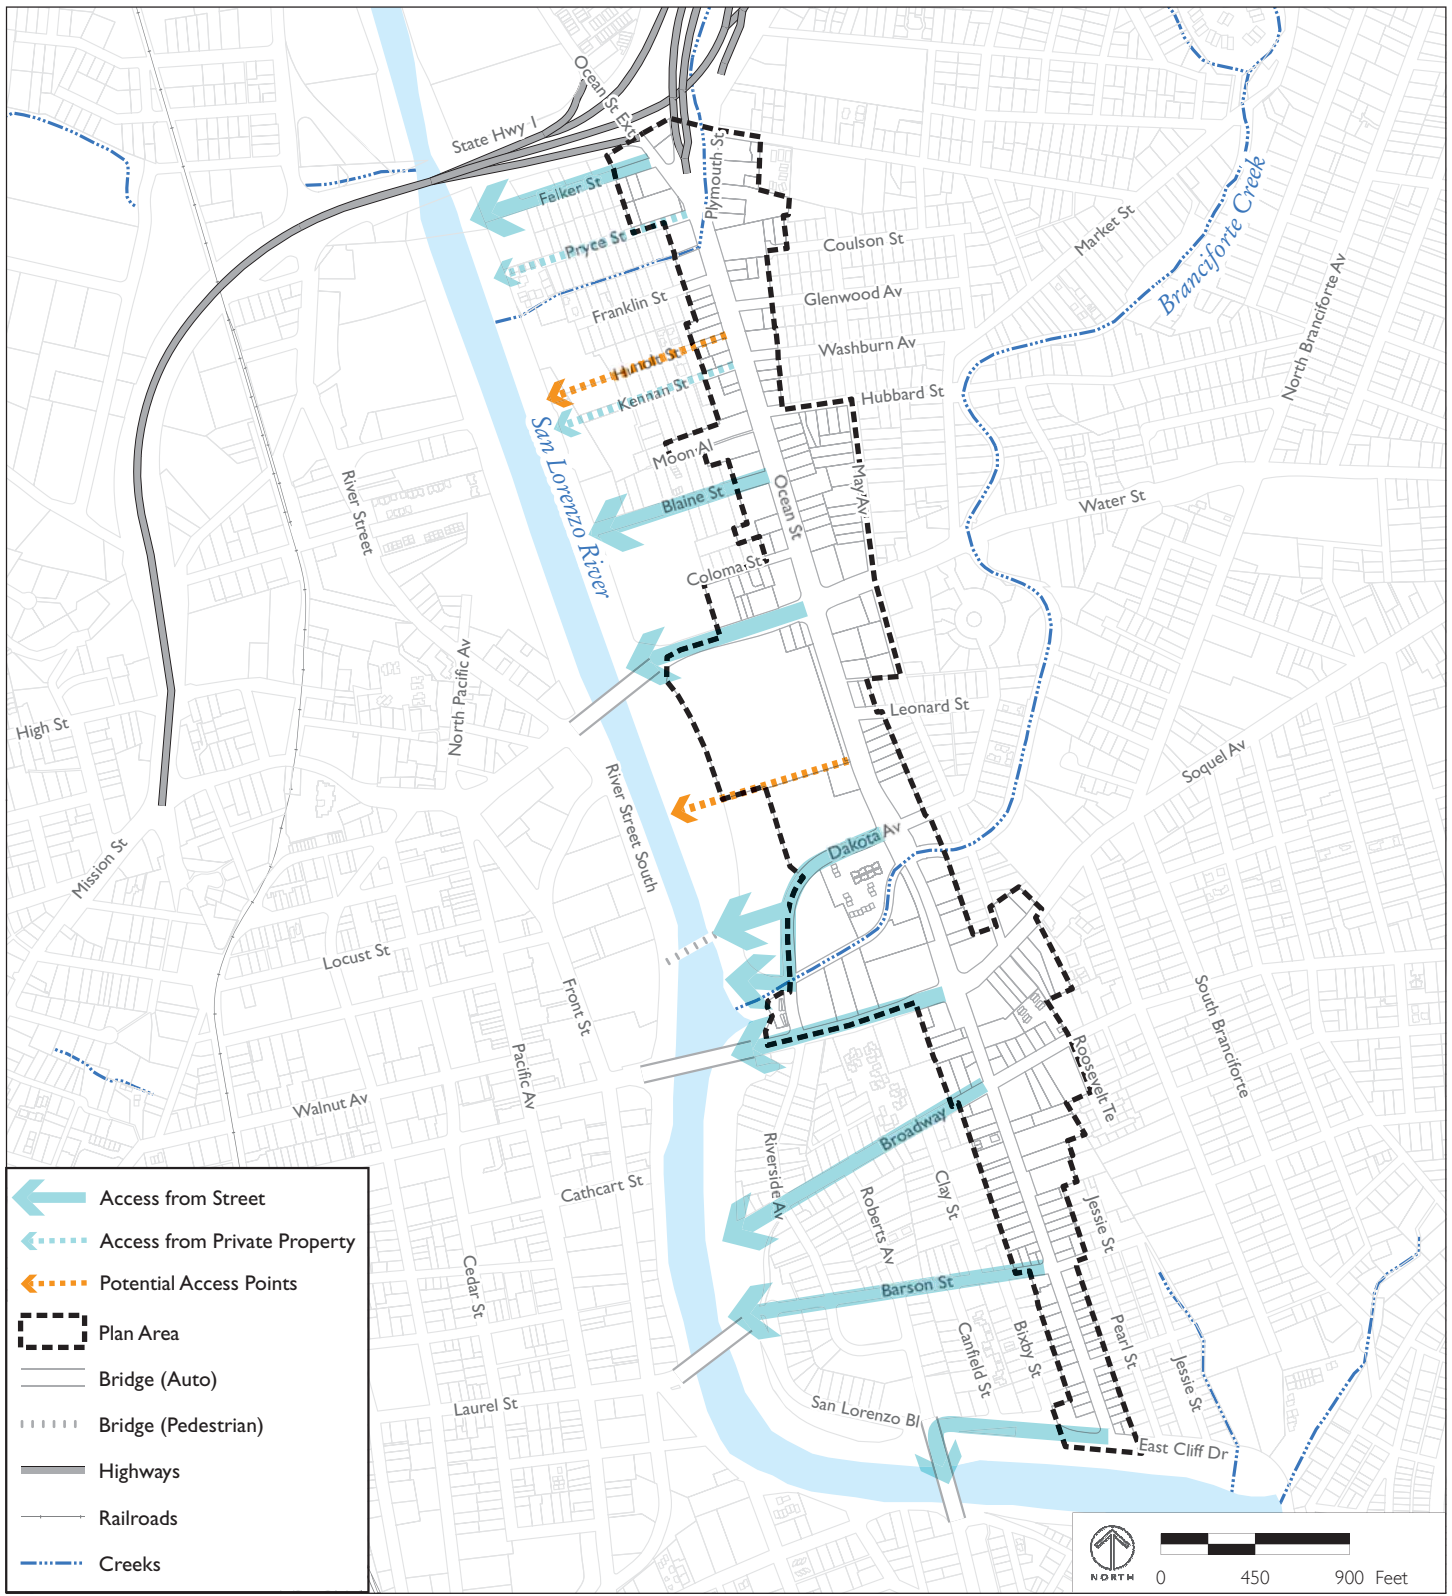 Ocean St Ext
State Hwy 1
Plymouth St
Felker St
Pryce St
Franklin St
Kennan St
Moon Al
Blaine St
Coloma St
Coulson St
Glenwood Av
Washburn Av
Hubbard St
Market St
Branciforte Creek
North Branciforte Av
Water St
May Av
Ocean St
San Lorenzo River
River Street
North Pacific Av
High St
Mission St
River Street South
Leonard St
Soquel Av
Dakota Av
Locust St
Front St
Pacific Av
Walnut Av
South Branciforte
Roosevelt Te
Broadway
Riverside Av
Cathcart St
Roberts Av
Clay St
Jessie St
Cedar St
Barson St
Canfield St
Bixby St
Pearl St
Jessie St
Laurel St
San Lorenzo Bl
East Cliff Dr
Access from Street
Access from Private Property
Potential Access Points
Plan Area
Bridge (Auto)
Bridge (Pedestrian)
Highways
Railroads
Creeks
NORTH
0 450 900 Feet